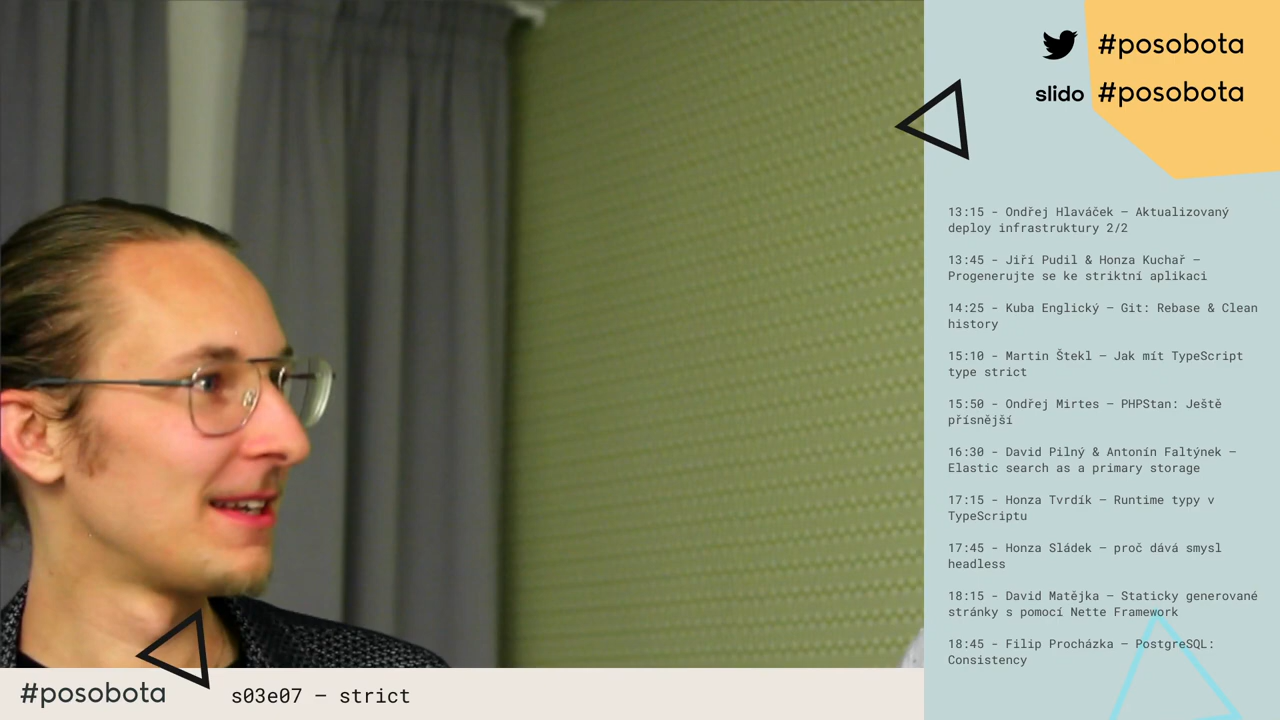 #posobota
slido #posobota
13:15 - Ondřej Hlaváček – Aktualizovaný
deploy infrastruktury 2/2
13:45 - Jiří Pudil & Honza Kuchař –
Progenerujte se ke striktní aplikaci
14:25 - Kuba Englický – Git: Rebase & Clean
history
15:10 - Martin Štekl – Jak mít TypeScript
type strict
15:50 - Ondřej Mirtes – PHPStan: Ještě
přísnější
16:30 - David Pilný & Antonín Faltýnek –
Elastic search as a primary storage
17:15 - Honza Tvrdík – Runtime typy v
TypeScriptu
17:45 - Honza Sládek – proč dává smysl
headless
18:15 - David Matějka – Staticky generované
stránky s pomocí Nette Framework
18:45 - Filip Procházka – PostgreSQL:
Consistency
#posobota s03e07 – strict